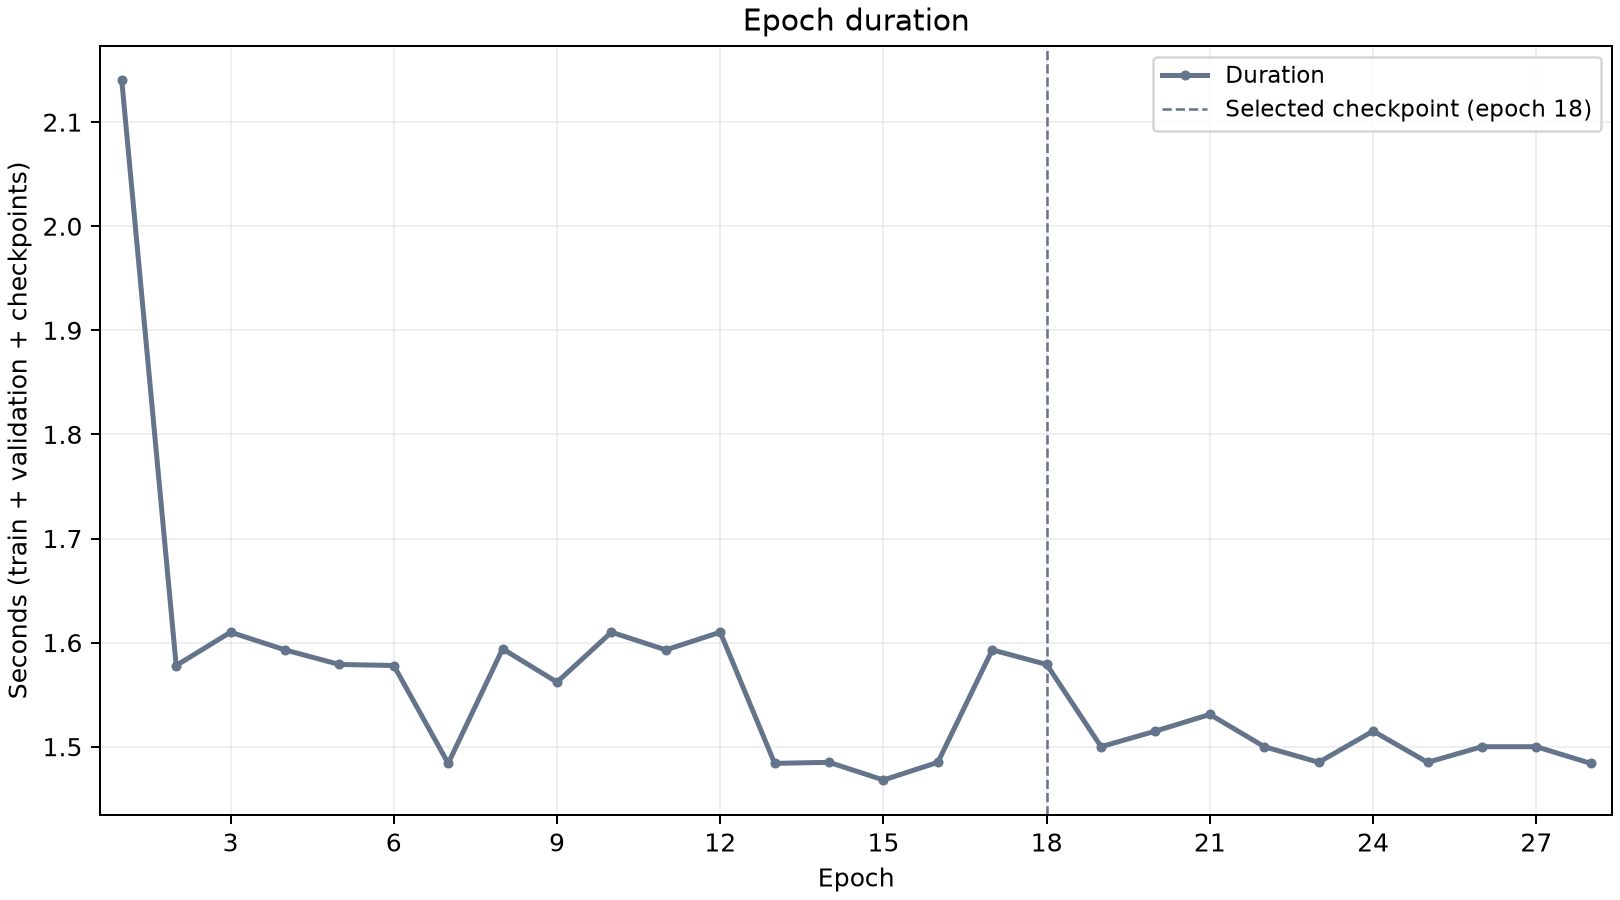 Epoch duration
Duration
Selected checkpoint (epoch 18)
Seconds (train + validation + checkpoints)
2.1
2.0
1.9
1.8
1.7
1.6
1.5
3 6 9 12 15 18 21 24 27
Epoch